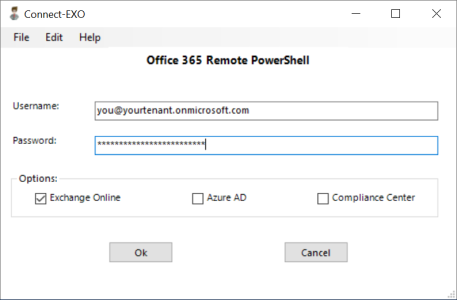 Connect-EXO
File Edit Help
Office 365 Remote PowerShell
Username: you@yourtenant.onmicrosoft.com
Password: *************************
Options:
Exchange Online Azure AD Compliance Center
Ok Cancel